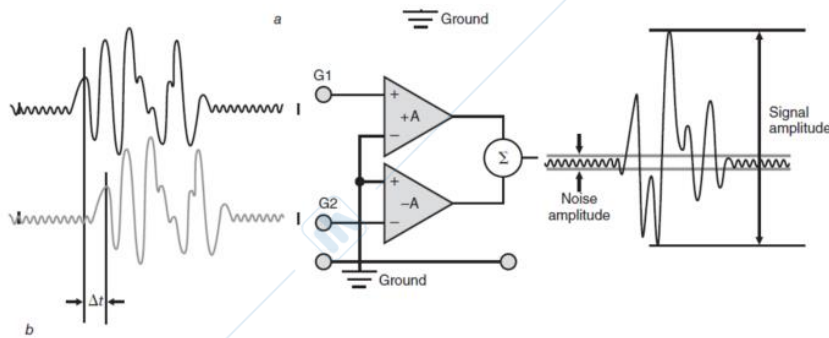 a
Ground
G1
+
+A
−
Σ
Signal
amplitude
Noise
amplitude
+
−A
−
G2
Ground
Δt
b